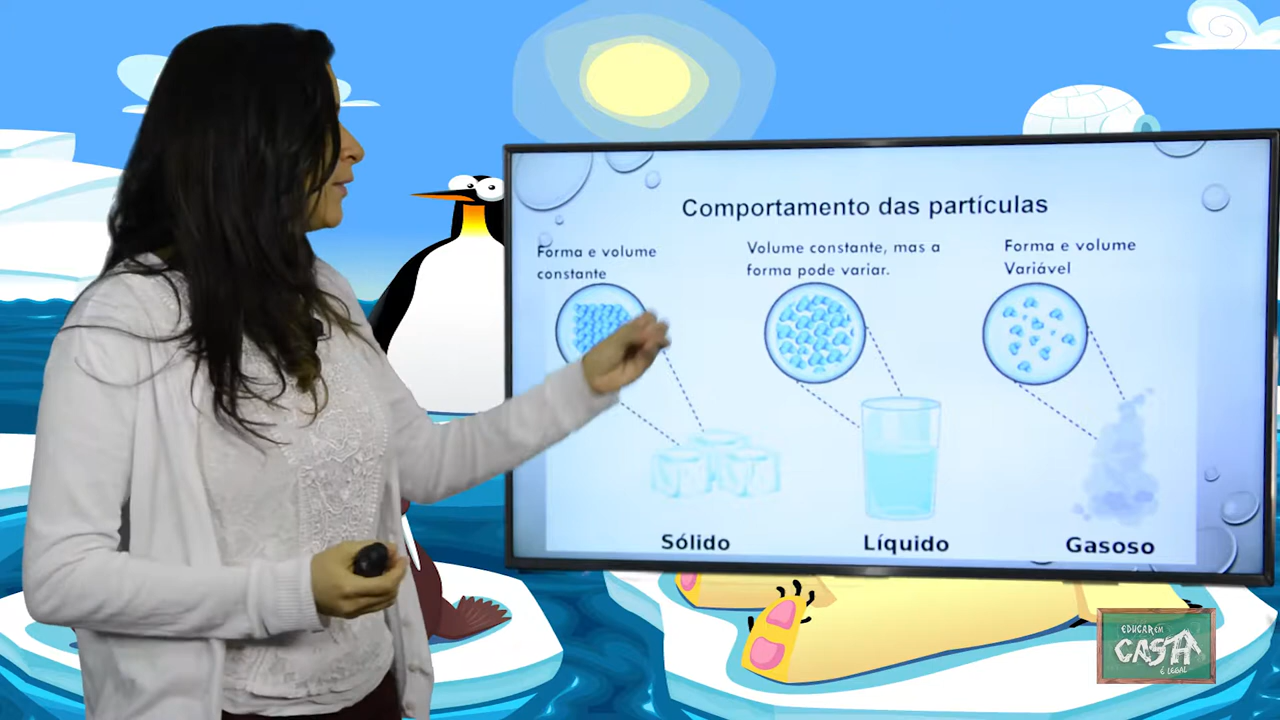 Comportamento das partículas
Forma e volume
constante
Volume constante, mas a
forma pode variar.
Forma e volume
Variável
Sólido
Líquido
Gasoso
EDUCAR EM
CASA
É LEGAL